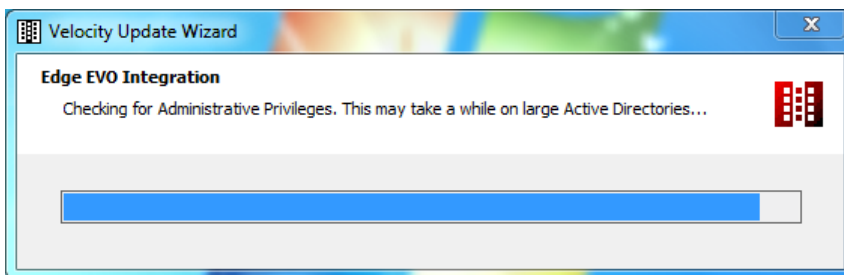 Velocity Update Wizard
Edge EVO Integration
Checking for Administrative Privileges. This may take a while on large Active Directories...